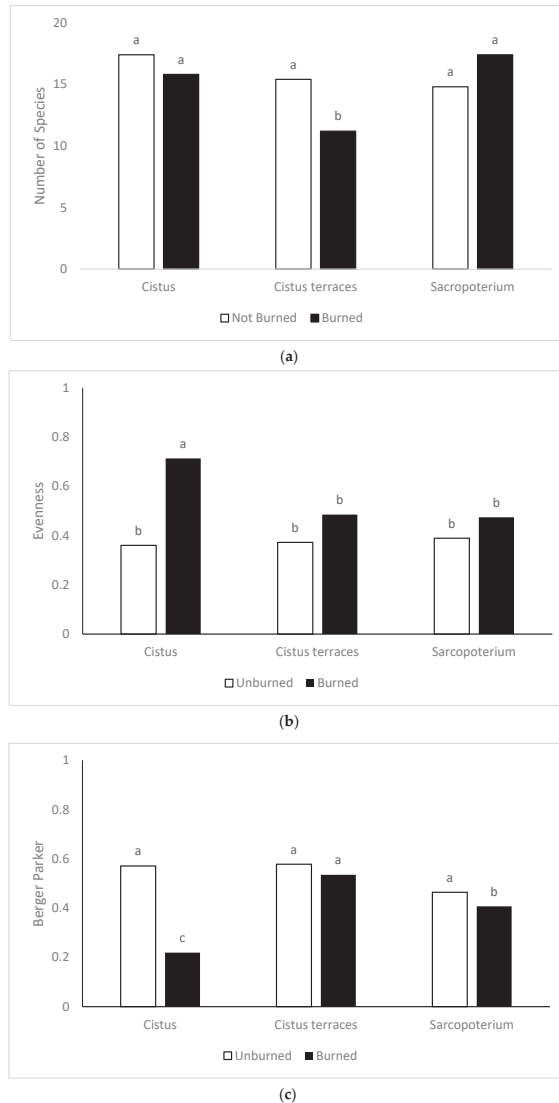 20
15
10
5
0
Number of Species
a a a b a a
Cistus Cistus terraces Sacropoterium
Not Burned Burned
(a)
1
0.8
0.6
0.4
0.2
0
Evenness
b a b b b b
Cistus Cistus terraces Sarcopoterium
Unburned Burned
(b)
1
0.8
0.6
0.4
0.2
0
Berger Parker
a c a a a b
Cistus Cistus terraces Sarcopoterium
Unburned Burned
(c)